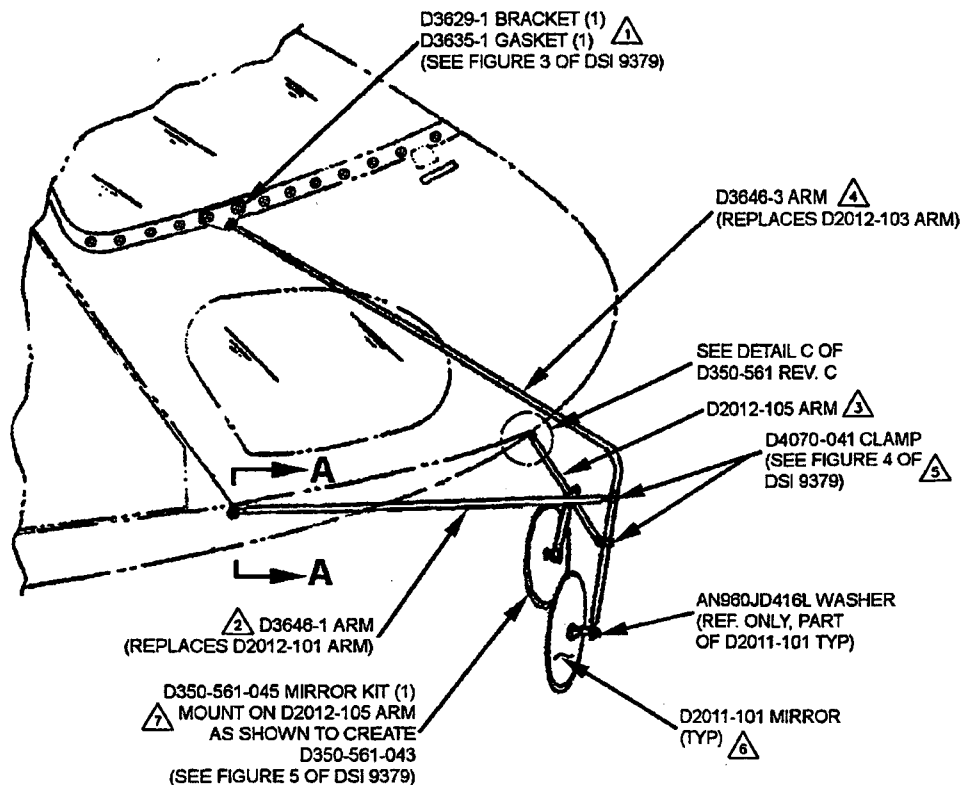 D3629-1 BRACKET (1)
D3635-1 GASKET (1) 1
(SEE FIGURE 3 OF DSI 9379)
D3646-3 ARM 4
(REPLACES D2012-103 ARM)
SEE DETAIL C OF
D350-561 REV. C
D2012-105 ARM 3
D4070-041 CLAMP
(SEE FIGURE 4 OF 5
DSI 9379)
A
A
AN960JD416L WASHER
(REF. ONLY, PART
OF D2011-101 TYP)
2 D3646-1 ARM
(REPLACES D2012-101 ARM)
D350-561-045 MIRROR KIT (1)
7 MOUNT ON D2012-105 ARM
AS SHOWN TO CREATE
D350-561-043
(SEE FIGURE 5 OF DSI 9379)
D2011-101 MIRROR
(TYP) 6